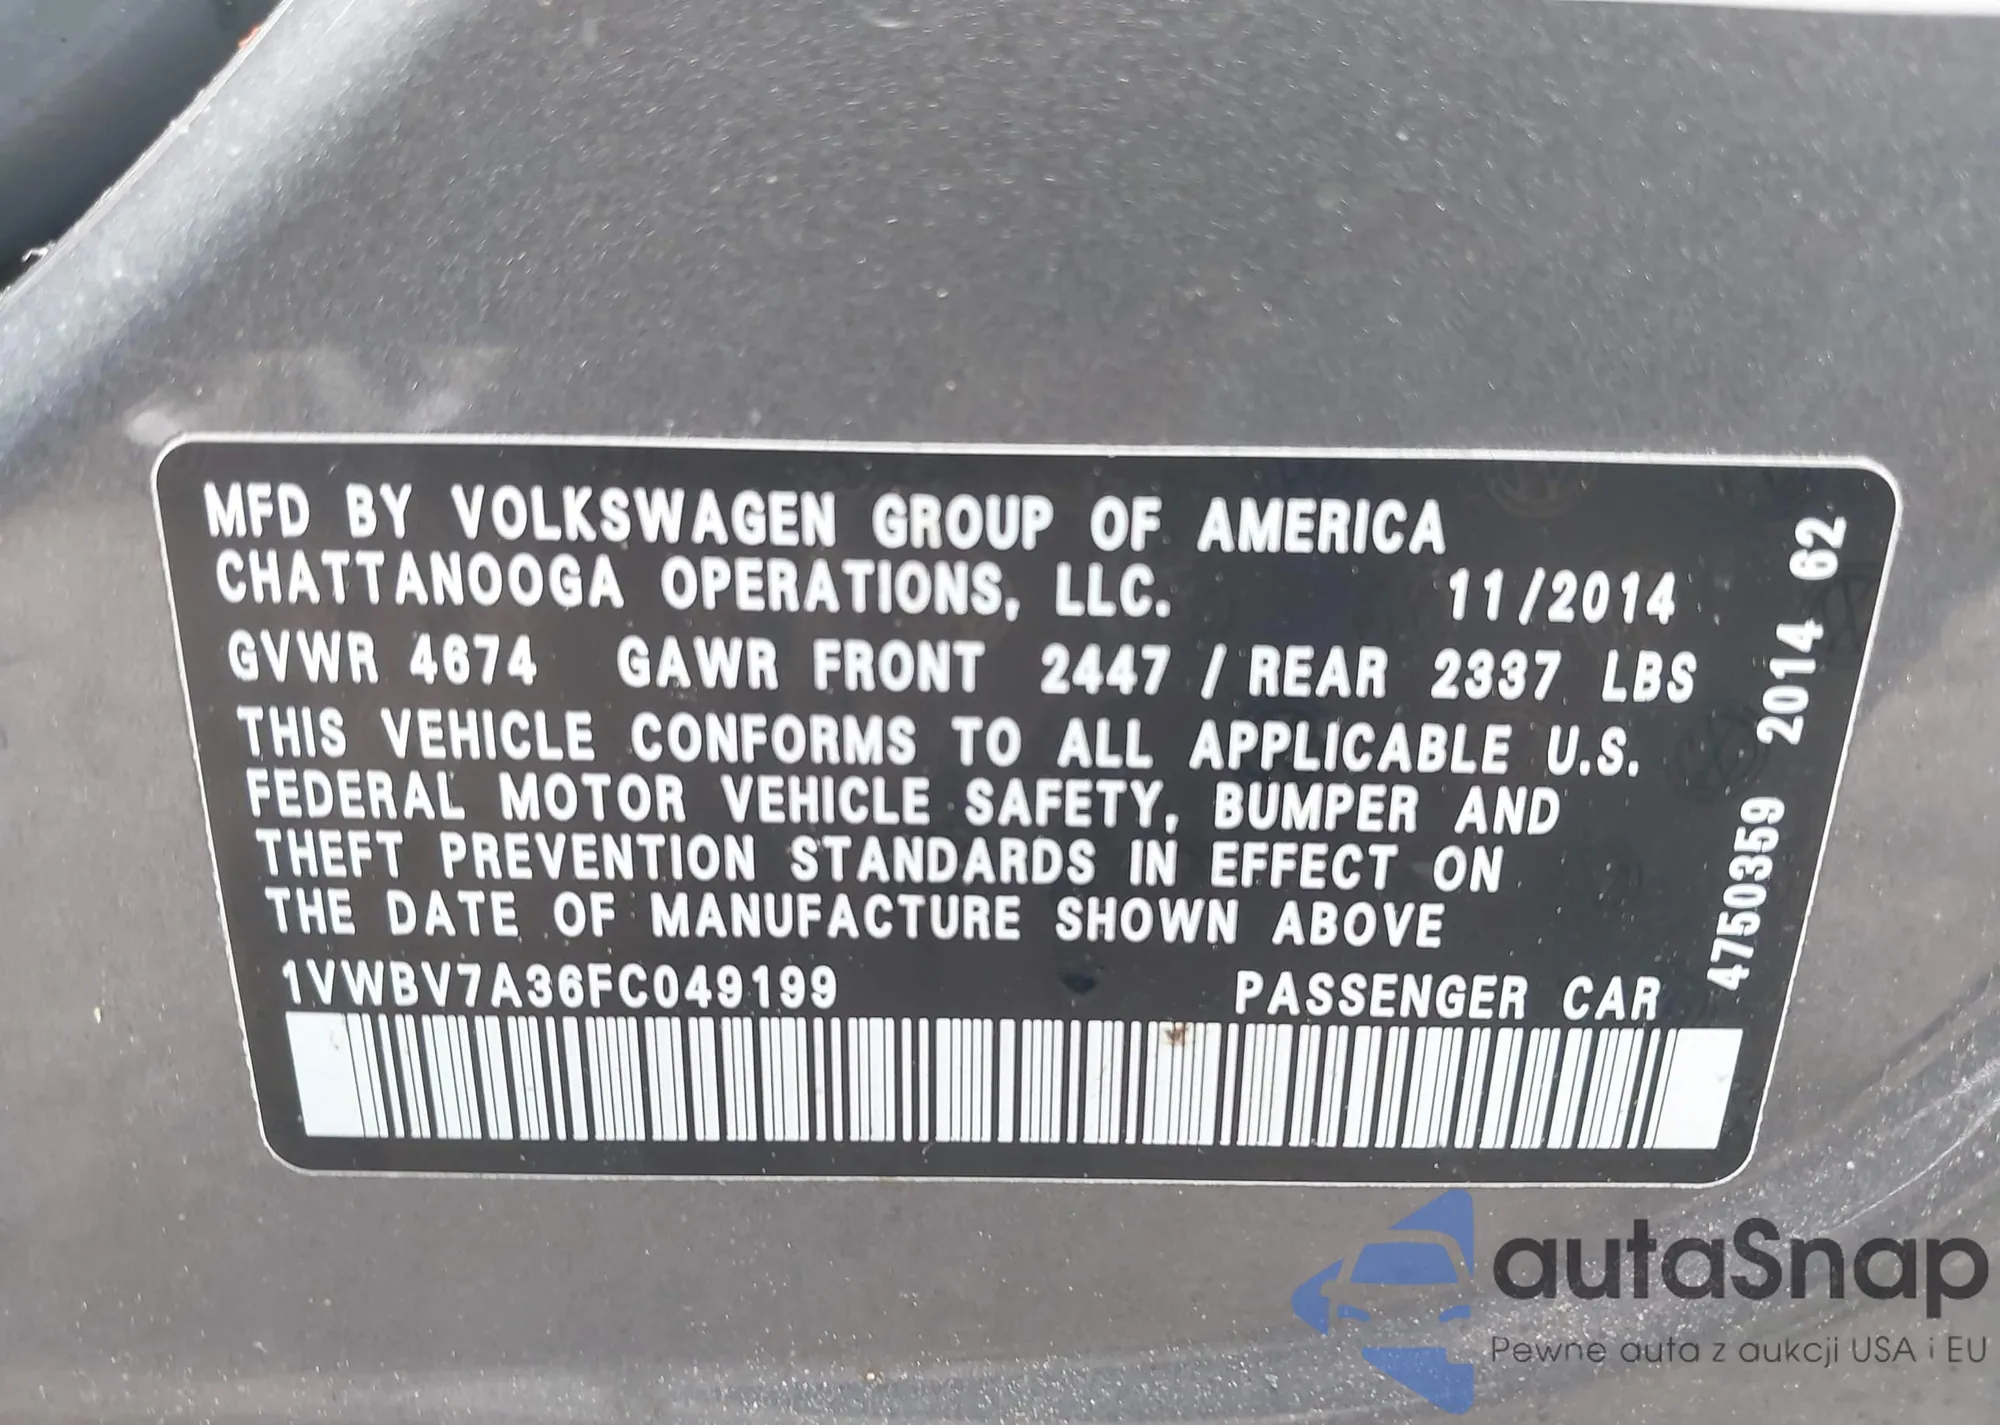 MFD BY VOLKSWAGEN GROUP OF AMERICA
CHATTANOOGA OPERATIONS, LLC. 11/2014
GVWR 4674 GAWR FRONT 2447 / REAR 2337 LBS
THIS VEHICLE CONFORMS TO ALL APPLICABLE U.S.
FEDERAL MOTOR VEHICLE SAFETY, BUMPER AND
THEFT PREVENTION STANDARDS IN EFFECT ON
THE DATE OF MANUFACTURE SHOWN ABOVE
1VWBV7A36FC049199 PASSENGER CAR
4750359 2014 62
autaSnap
Pewne auta z aukcji USA i EU